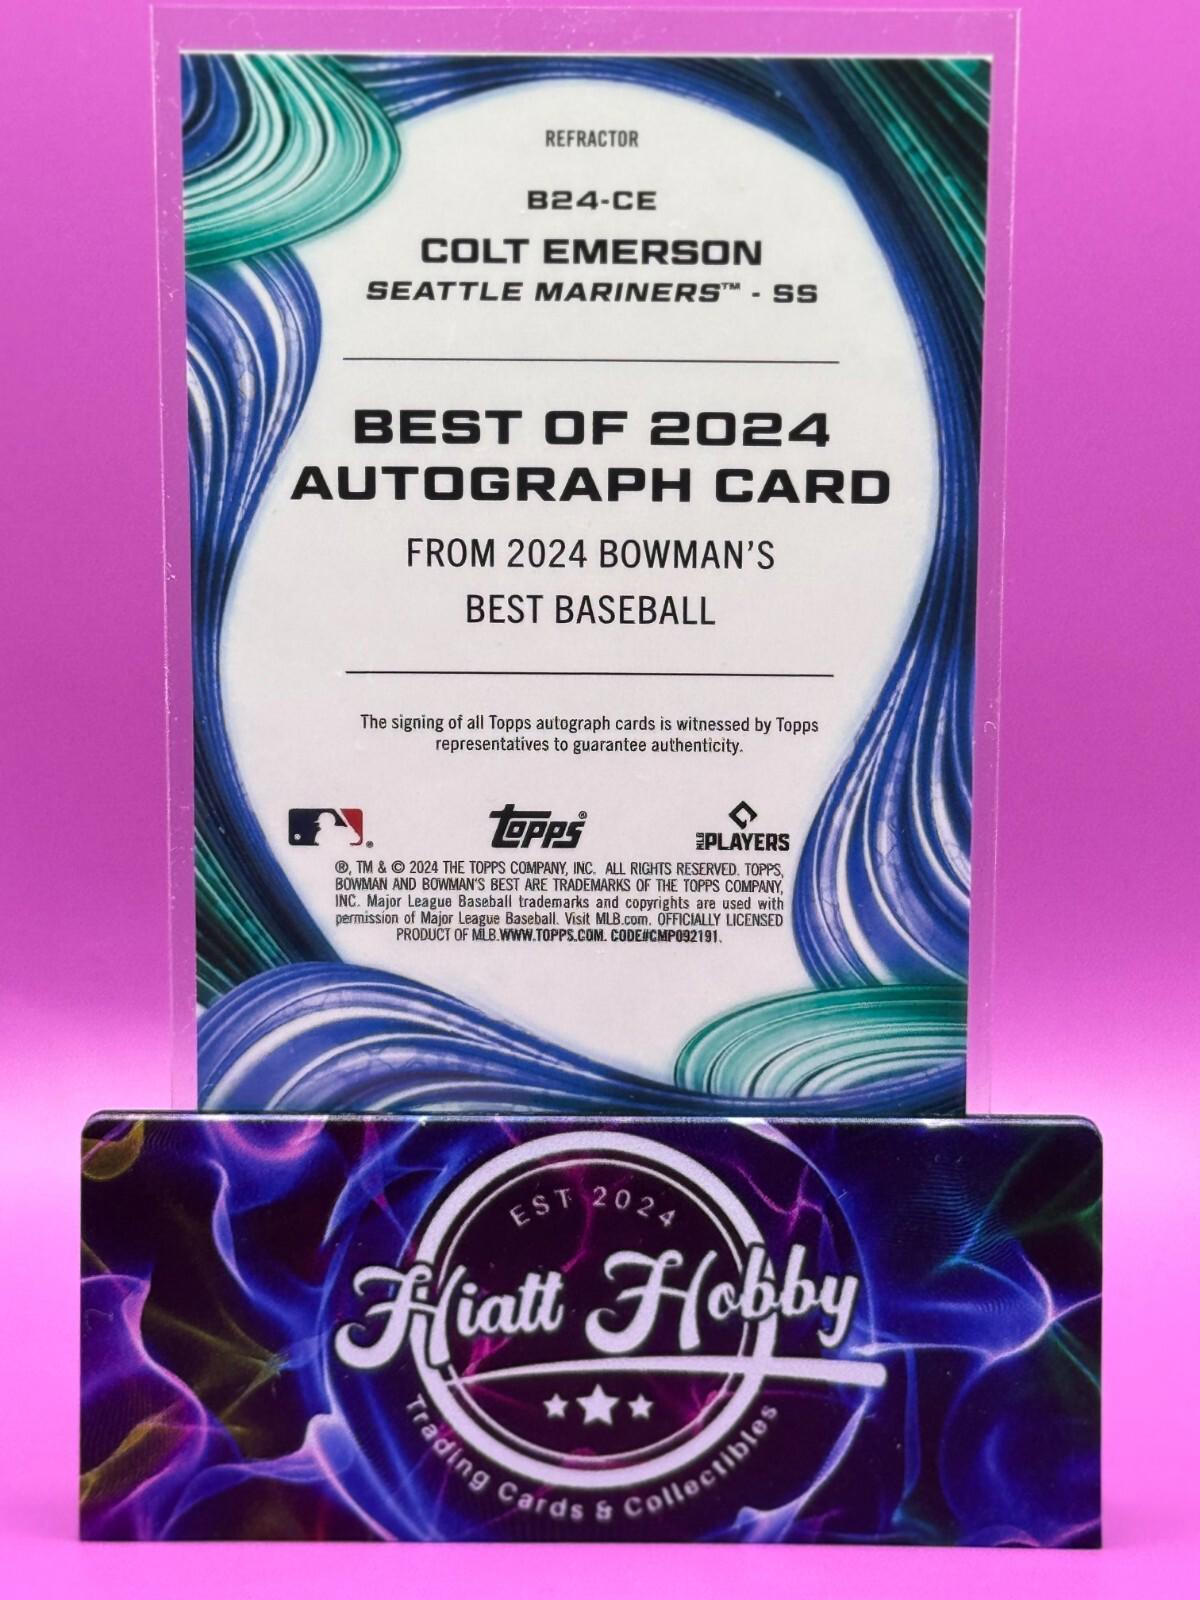 REFRACTOR
B24-CE
COLT EMERSON
SEATTLE MARINERS™ - SS
BEST OF 2024
AUTOGRAPH CARD
FROM 2024 BOWMAN'S
BEST BASEBALL
The signing of all Topps autograph cards is witnessed by Topps
representatives to guarantee authenticity.
® topps® MLB PLAYERS
®, TM & © 2024 THE TOPPS COMPANY, INC. ALL RIGHTS RESERVED. TOPPS,
BOWMAN AND BOWMAN'S BEST ARE TRADEMARKS OF THE TOPPS COMPANY,
INC. Major League Baseball trademarks and copyrights are used with
permission of Major League Baseball. Visit MLB.com. OFFICIALLY LICENSED
PRODUCT OF MLB.WWW.TOPPS.COM. CODE#CMP092191.
EST 2024
Hiatt Hobby
Trading Cards & Collectibles